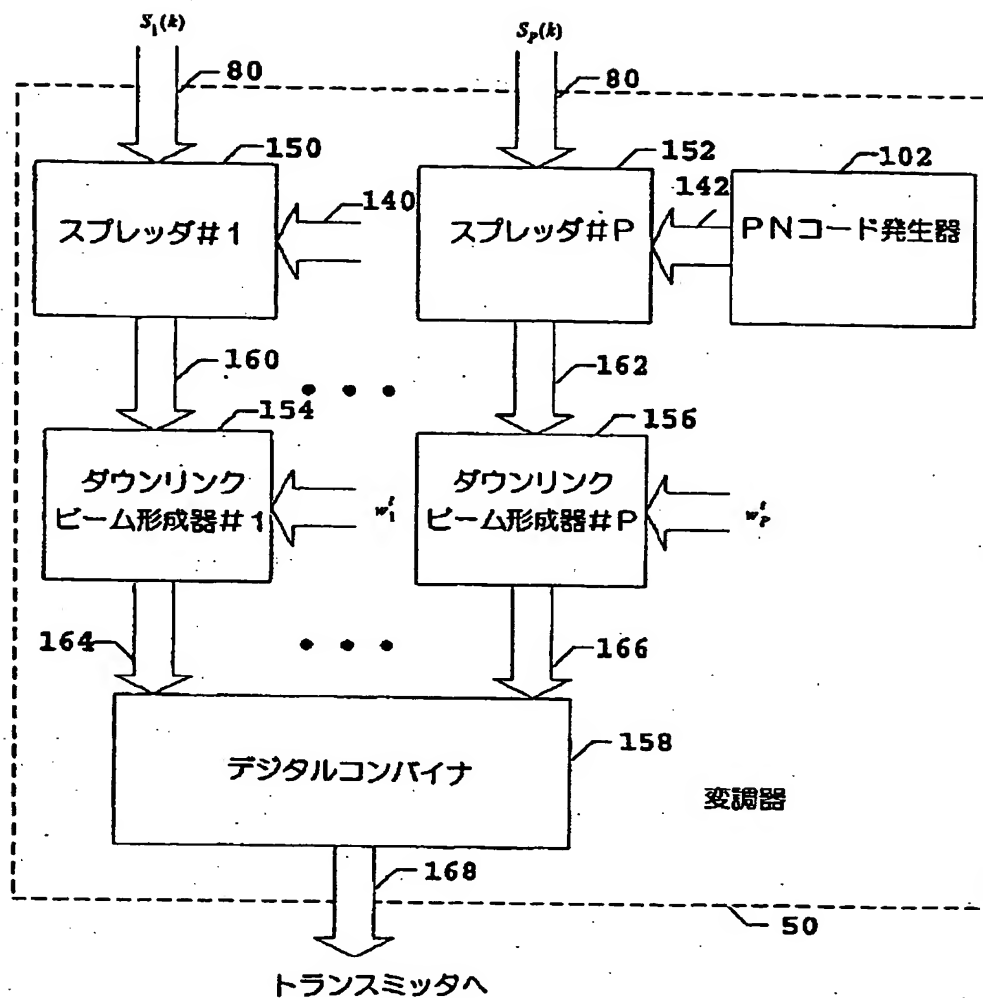 S₁(k)
S_P(k)
80
80
150
152
102
スプレッダ#1
140
スプレッダ#P
142
PNコード発生器
160
162
154
156
ダウンリンク
ビーム形成器#1
w₁ᵗ
ダウンリンク
ビーム形成器#P
w_Pᵗ
164
166
デジタルコンバイナ
158
変調器
168
50
トランスミッタへ